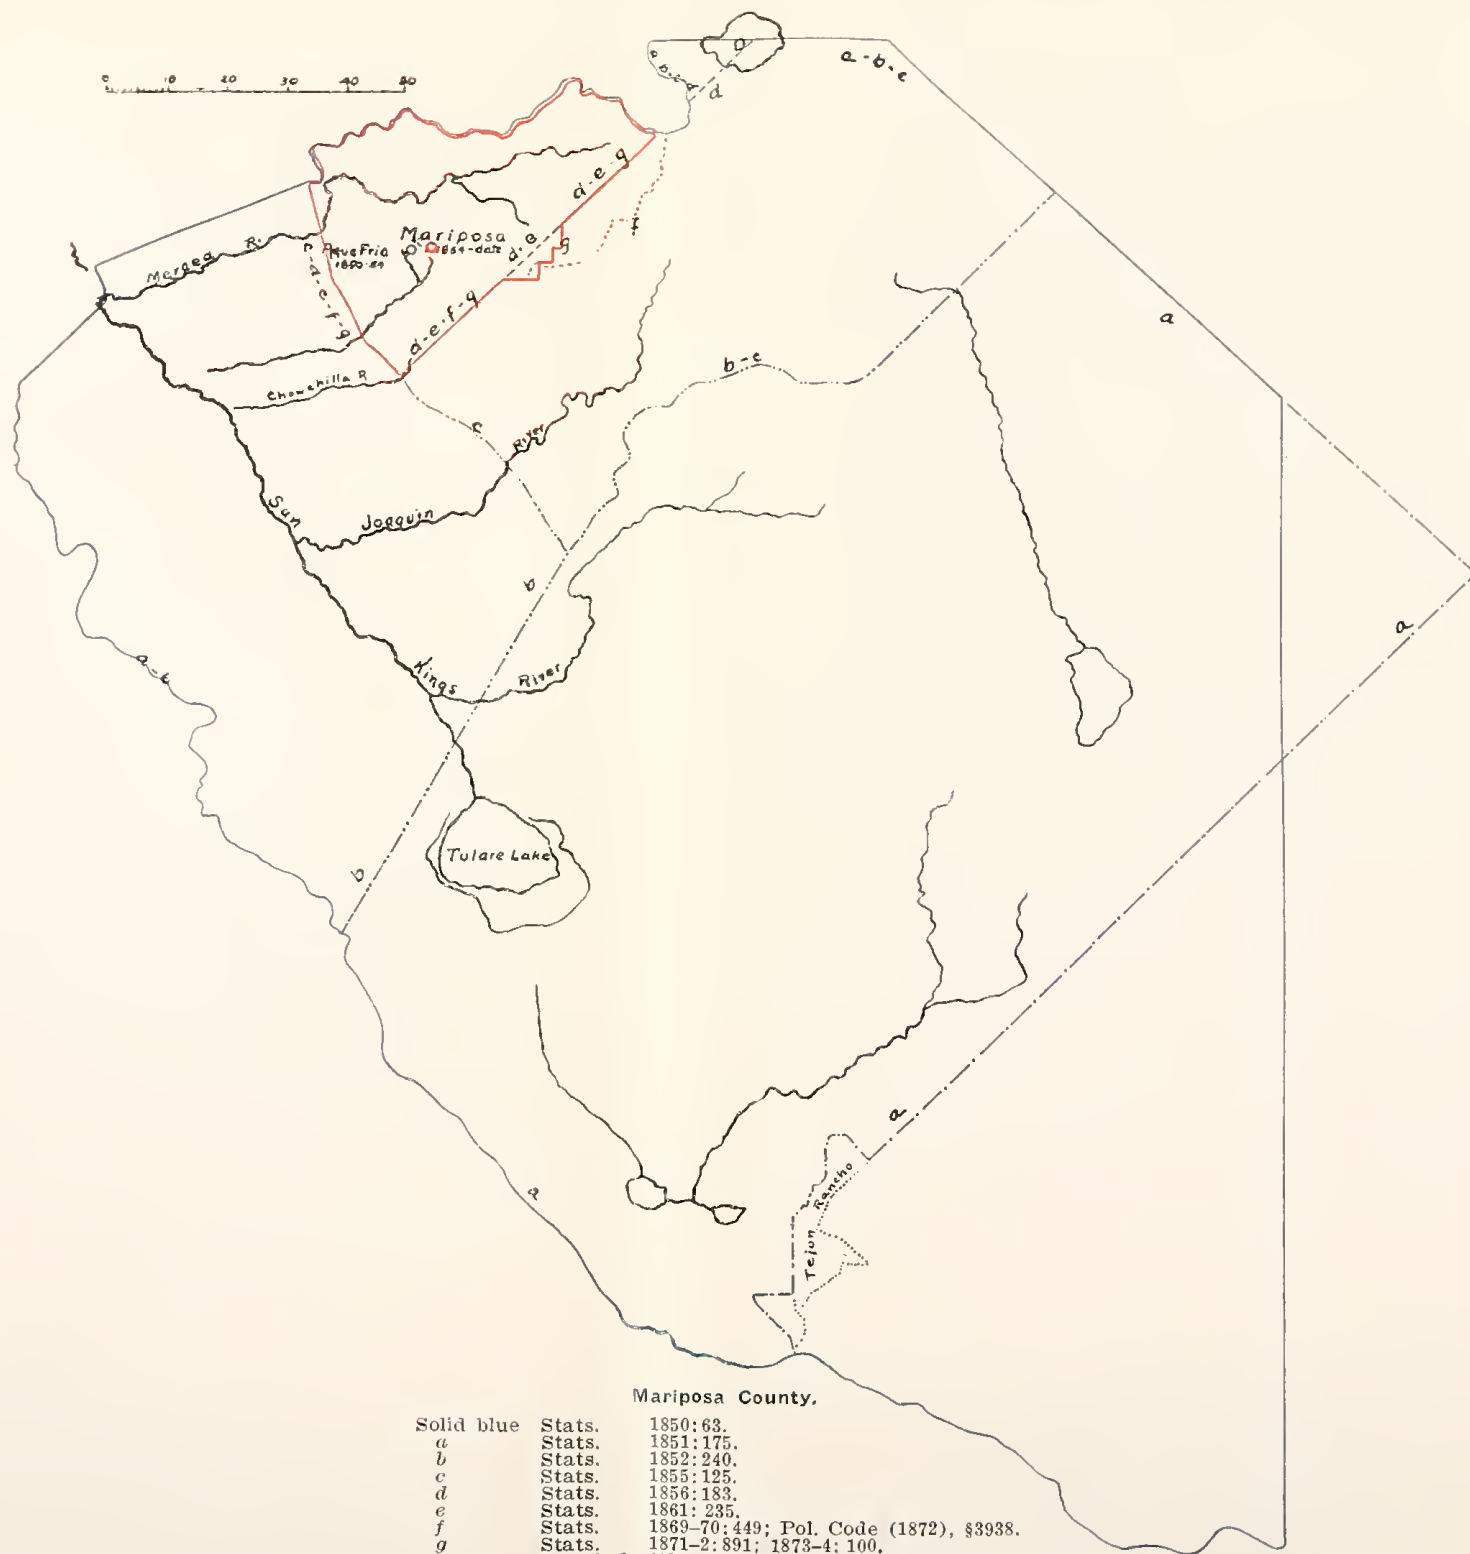 0 10 20 30 40 50
a-b-c
a-b-c-d
d
d-e-g
f
Mariposa
1854-date
Agua Fria
1850-54
Merced R.
d-e
g
c-d-e-f-g
d-e-f-g
a
b-c
Chowchilla R
c
River
San Joaquin
b
a
a-b
Kings River
b
Tulare Lake
a
a
Tejon Rancho
Mariposa County.
Solid blue Stats. 1850: 63.
a Stats. 1851: 175.
b Stats. 1852: 240.
c Stats. 1855: 125.
d Stats. 1856: 183.
e Stats. 1861: 235.
f Stats. 1869–70: 449; Pol. Code (1872), §3938.
g Stats. 1871–2: 891; 1873–4: 100.